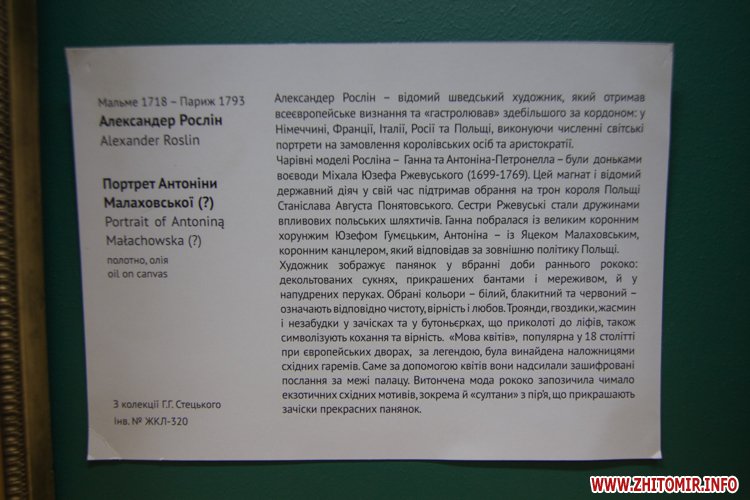 Мальме 1718 – Париж 1793
Александер Рослін
Alexander Roslin
Портрет Антоніни
Малаховської (?)
Portrait of Antoniną
Małachowska (?)
полотно, олія
oil on canvas
З колекції Г.Г. Стецького
Інв. № ЖКЛ-320
Александер Рослін – відомий шведський художник, який отримав
всеєвропейське визнання та «гастролював» здебільшого за кордоном: у
Німеччині, Франції, Італії, Росії та Польщі, виконуючи численні світські
портрети на замовлення королівських осіб та аристократії.
Чарівні моделі Росліна – Ганна та Антоніна-Петронелла – були доньками
воєводи Міхала Юзефа Ржевуського (1699-1769). Цей магнат і відомий
державний діяч у свій час підтримав обрання на трон короля Польщі
Станіслава Августа Понятовського. Сестри Ржевуські стали дружинами
впливових польських шляхтичів. Ганна побралася із великим коронним
хорунжим Юзефом Гумєцьким, Антоніна – із Яцеком Малаховським,
коронним канцлером, який відповідав за зовнішню політику Польщі.
Художник зображує панянок у вбранні доби раннього рококо:
декольтованих сукнях, прикрашених бантами і мереживом, й у
напудрених перуках. Обрані кольори – білий, блакитний та червоний –
означають відповідно чистоту, вірність і любов. Троянди, гвоздики, жасмин
і незабудки у зачісках та у бутоньєрках, що приколоті до ліфів, також
символізують кохання та вірність. «Мова квітів», популярна у 18 столітті
при європейських дворах, за легендою, була винайдена наложницями
східних гаремів. Саме за допомогою квітів вони надсилали зашифровані
послання за межі палацу. Витончена мода рококо запозичила чимало
екзотичних східних мотивів, зокрема й «султани» з пір'я, що прикрашають
зачіски прекрасних панянок.
WWW.ZHITOMIR.INFO